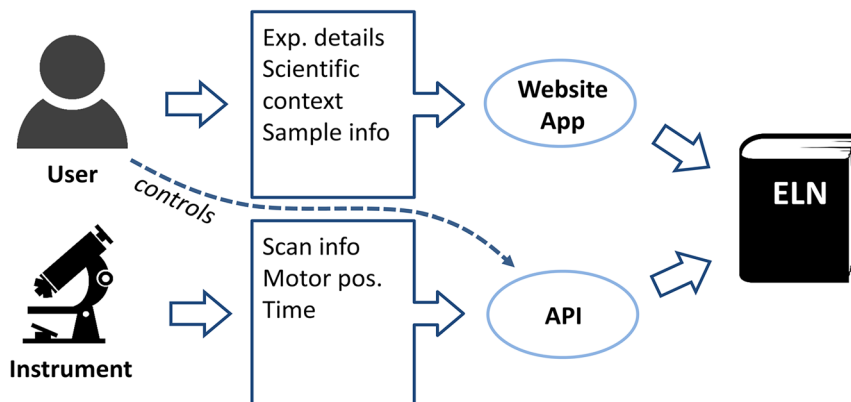 User
Exp. details
Scientific
context
Sample info
Website
App
ELN
controls
Instrument
Scan info
Motor pos.
Time
API